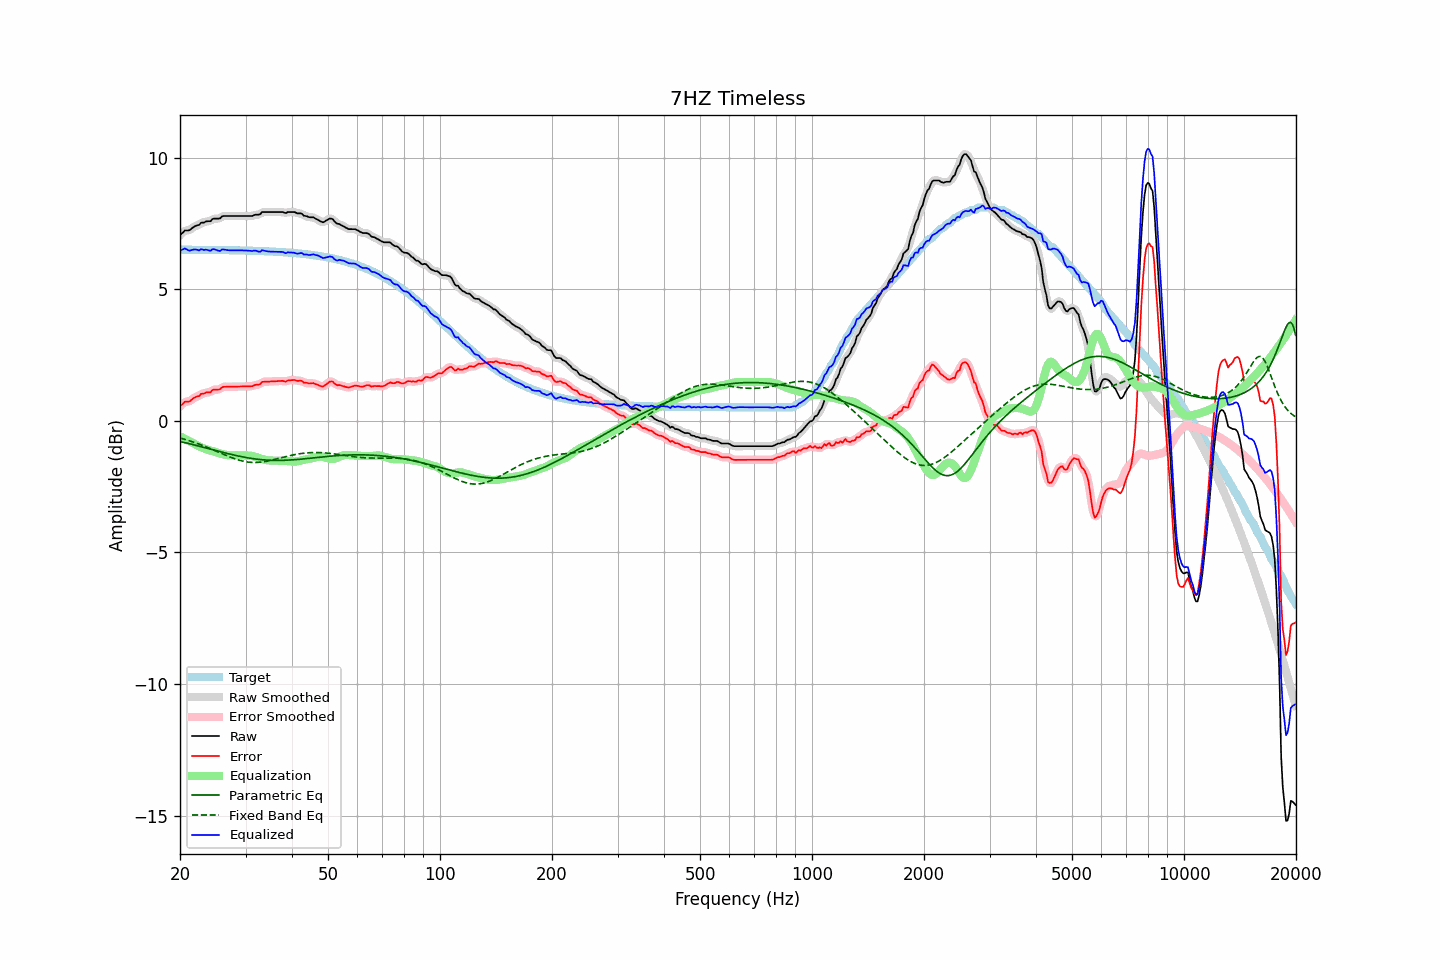 7HZ Timeless
Amplitude (dBr)
10
5
0
−5
−10
−15
Target
Raw Smoothed
Error Smoothed
Raw
Error
Equalization
Parametric Eq
Fixed Band Eq
Equalized
20 50 100 200 500 1000 2000 5000 10000 20000
Frequency (Hz)